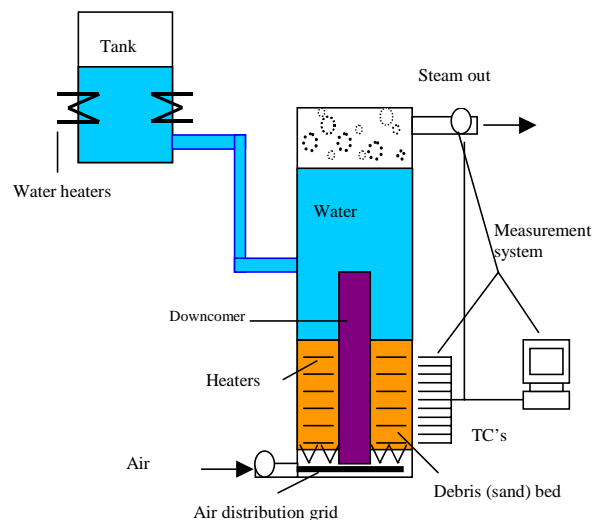 Tank
Steam out
Water heaters
Water
Measurement
system
Downcomer
Heaters
TC's
Air
Debris (sand) bed
Air distribution grid